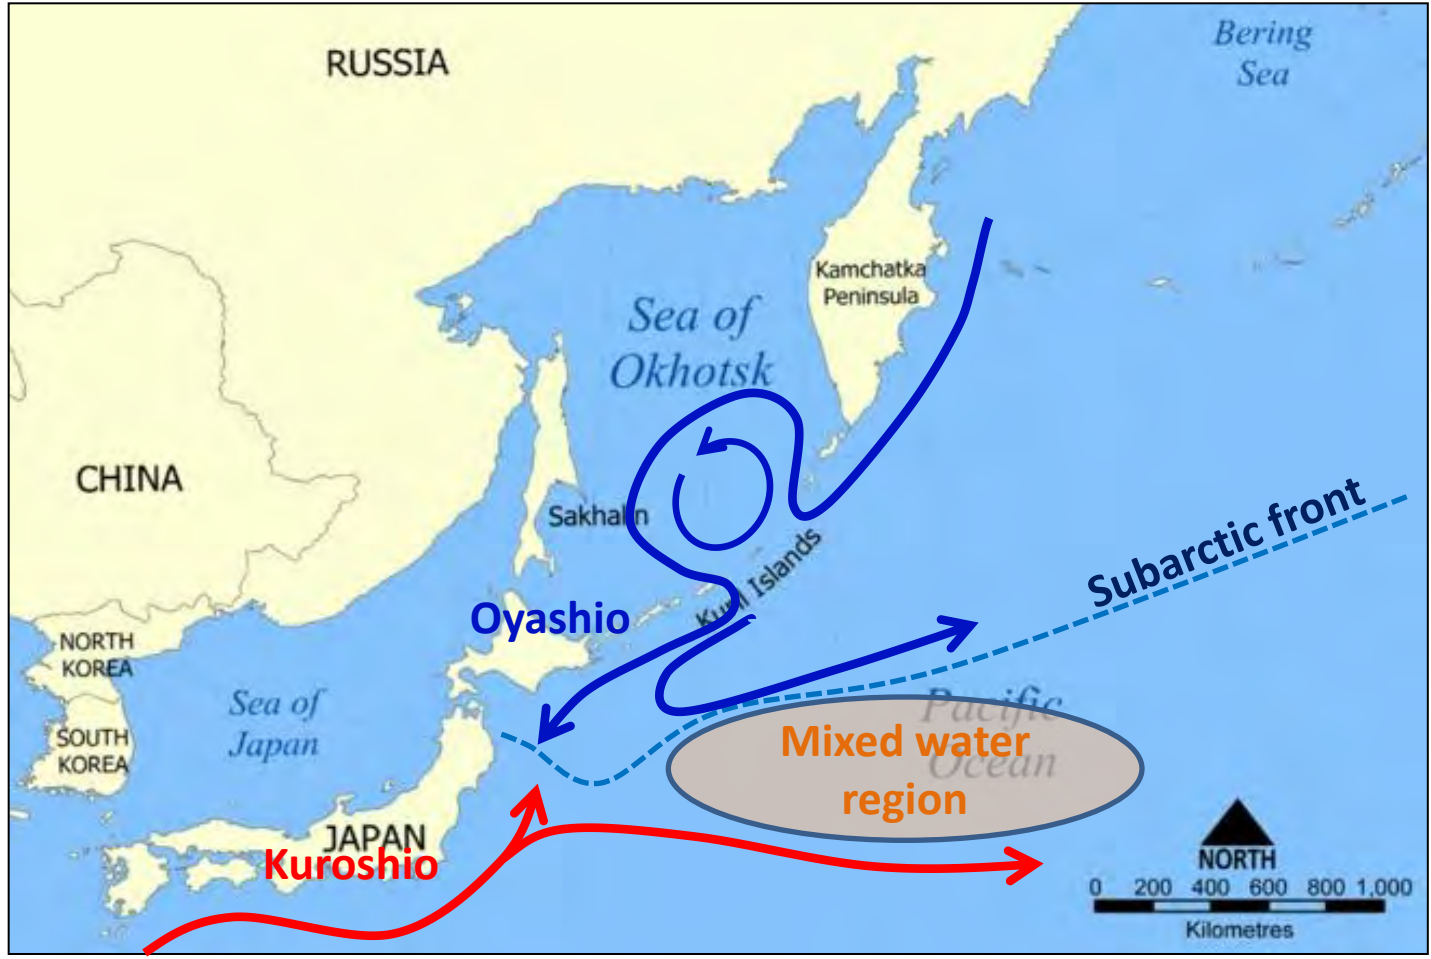 RUSSIA
Bering
Sea
Kamchatka
Peninsula
Sea of
Okhotsk
CHINA
Sakhalin
Kuril Islands
Subarctic front
Oyashio
NORTH
KOREA
Sea of
Japan
SOUTH
KOREA
Pacific
Ocean
Mixed water
region
JAPAN
Kuroshio
NORTH
0 200 400 600 800 1,000
Kilometres